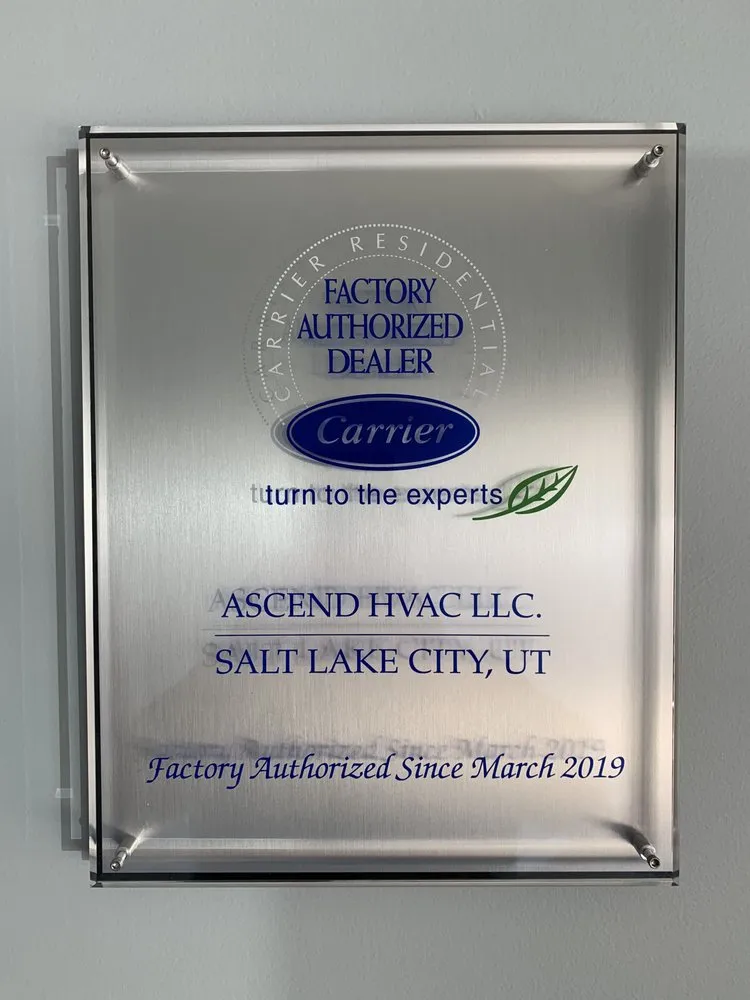 CARRIER RESIDENTIAL
FACTORY
AUTHORIZED
DEALER
Carrier
turn to the experts
ASCEND HVAC LLC.
SALT LAKE CITY, UT
Factory Authorized Since March 2019